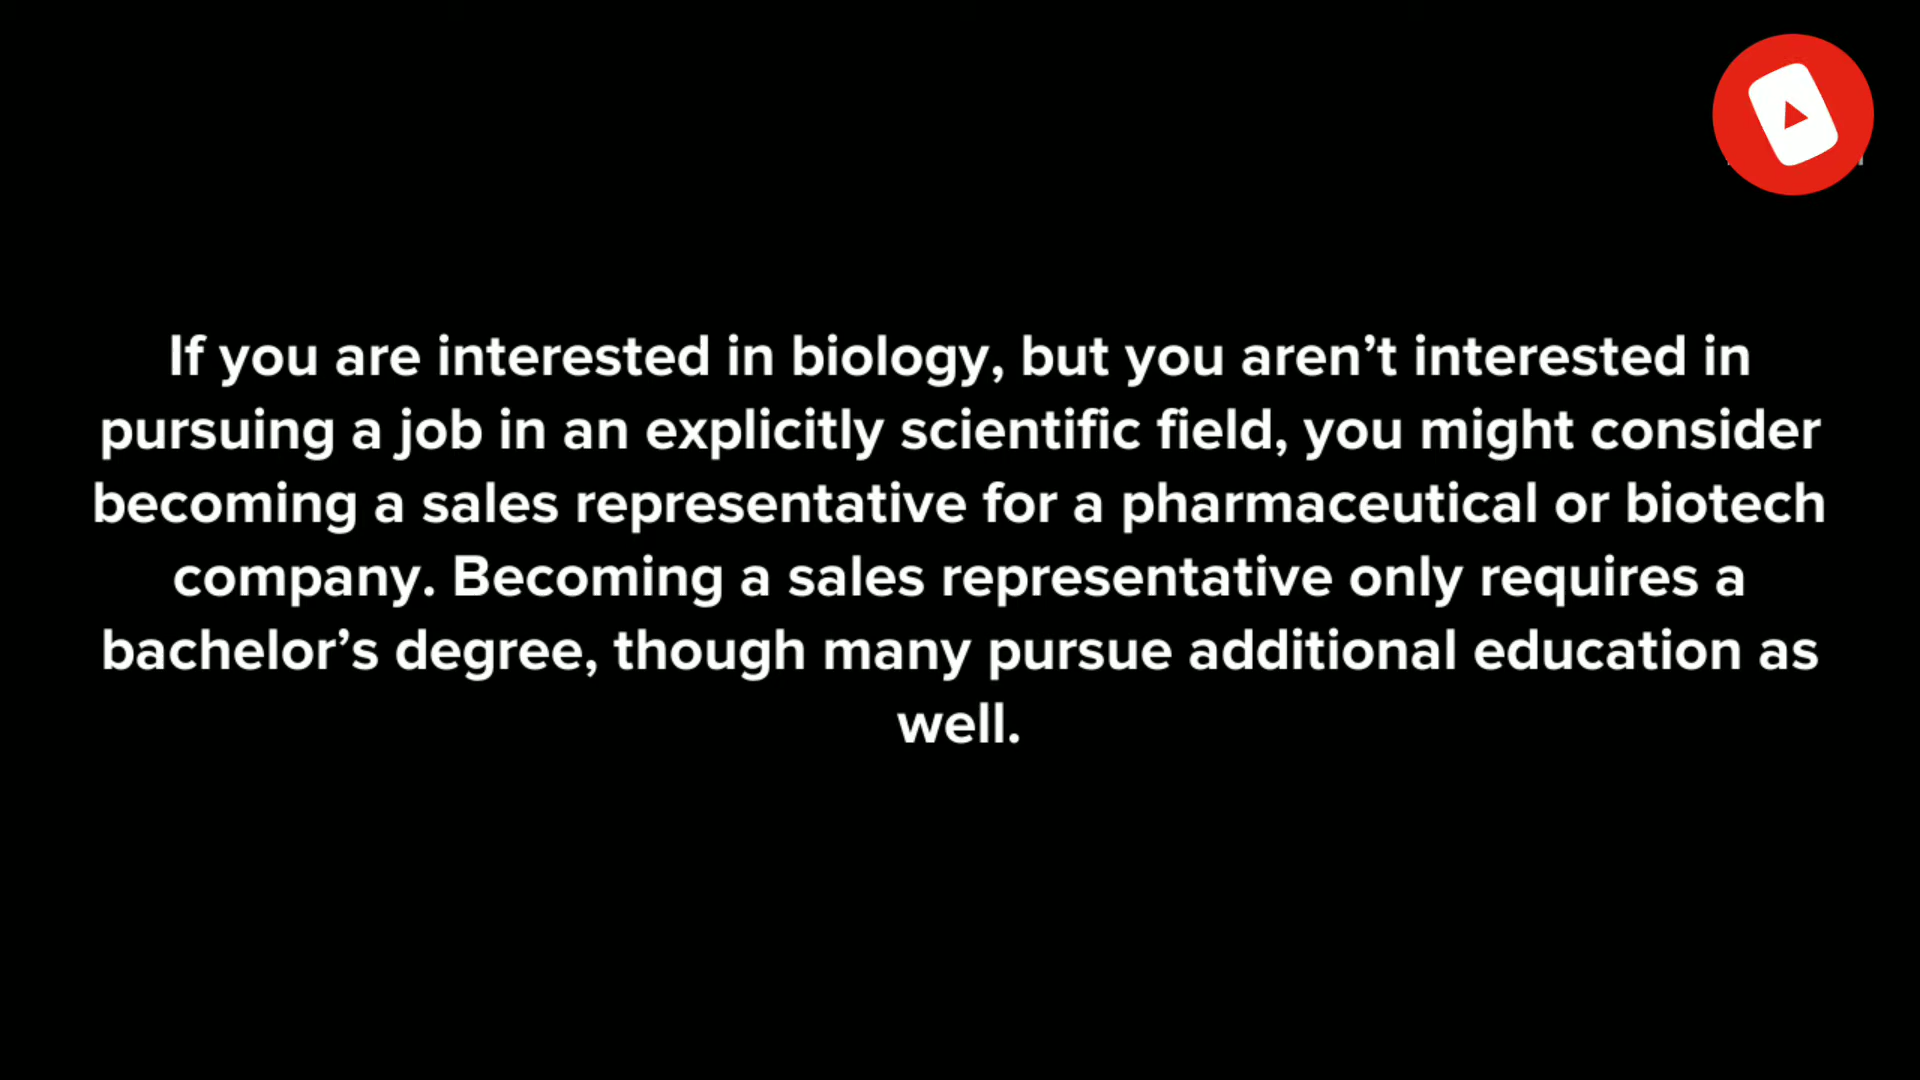 If you are interested in biology, but you aren’t interested in
pursuing a job in an explicitly scientific field, you might consider
becoming a sales representative for a pharmaceutical or biotech
company. Becoming a sales representative only requires a
bachelor’s degree, though many pursue additional education as
well.